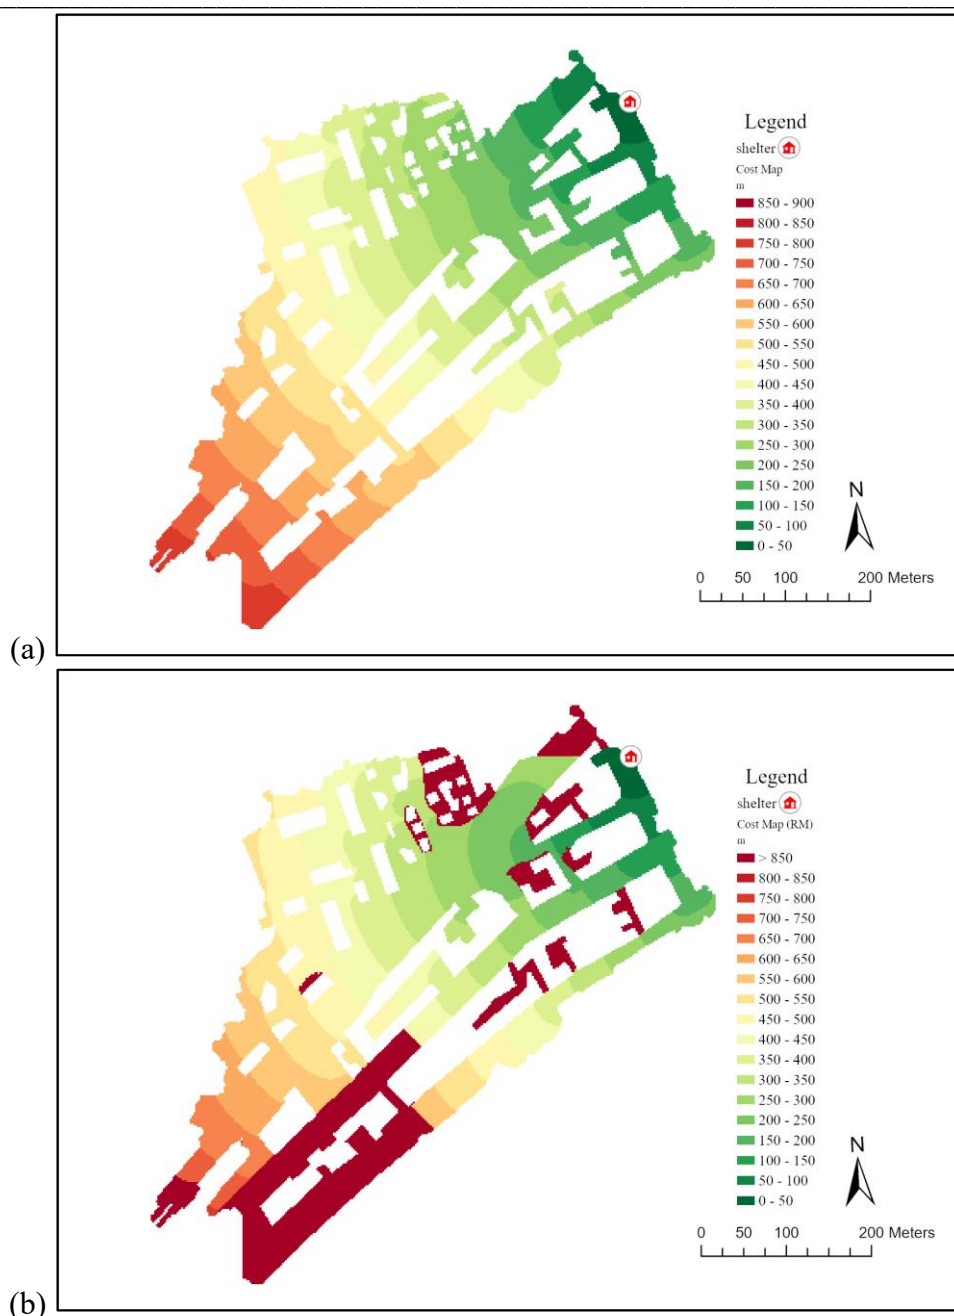 Legend
shelter
Cost Map
m
850 - 900
800 - 850
750 - 800
700 - 750
650 - 700
600 - 650
550 - 600
500 - 550
450 - 500
400 - 450
350 - 400
300 - 350
250 - 300
200 - 250
150 - 200
100 - 150
50 - 100
0 - 50
N
0 50 100 200 Meters
(a)
Legend
shelter
Cost Map (RM)
m
> 850
800 - 850
750 - 800
700 - 750
650 - 700
600 - 650
550 - 600
500 - 550
450 - 500
400 - 450
350 - 400
300 - 350
250 - 300
200 - 250
150 - 200
100 - 150
50 - 100
0 - 50
N
0 50 100 200 Meters
(b)